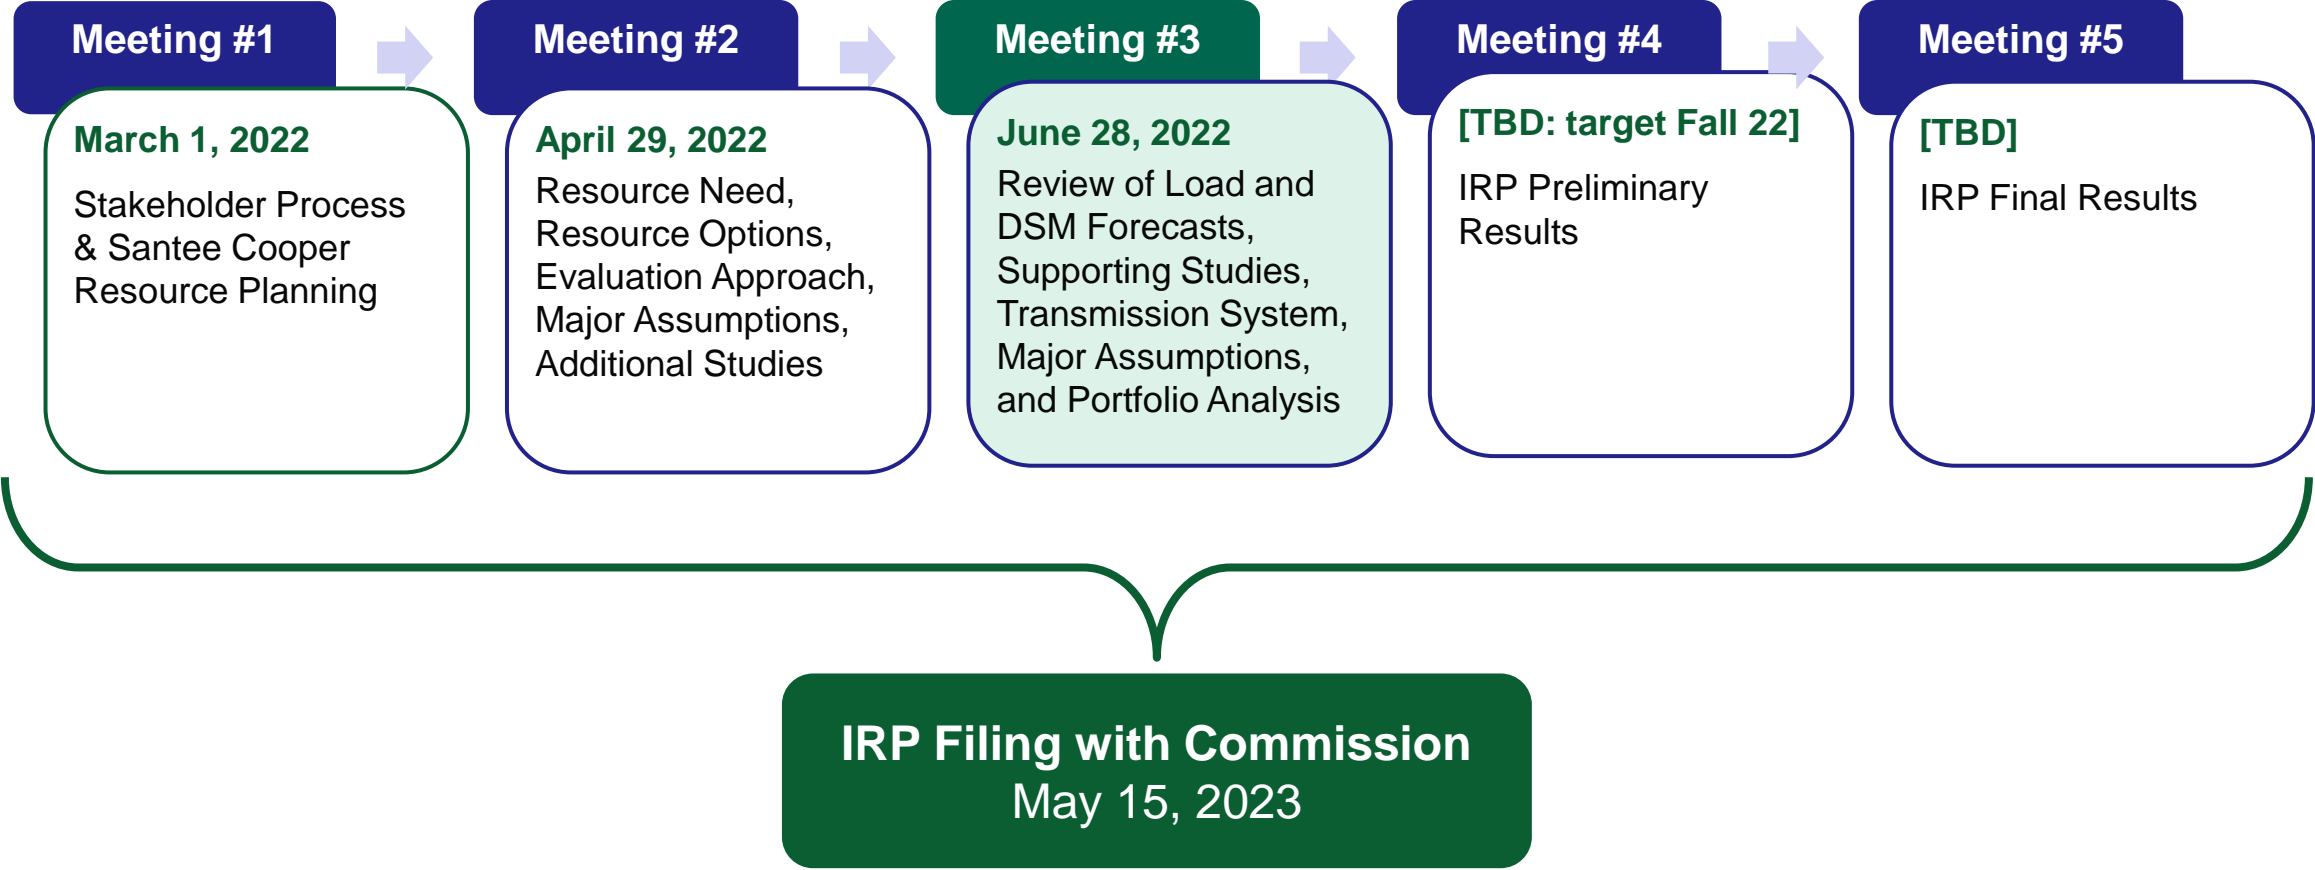 Meeting #1
March 1, 2022
Stakeholder Process
& Santee Cooper
Resource Planning
Meeting #2
April 29, 2022
Resource Need,
Resource Options,
Evaluation Approach,
Major Assumptions,
Additional Studies
Meeting #3
June 28, 2022
Review of Load and
DSM Forecasts,
Supporting Studies,
Transmission System,
Major Assumptions,
and Portfolio Analysis
Meeting #4
[TBD: target Fall 22]
IRP Preliminary
Results
Meeting #5
[TBD]
IRP Final Results
IRP Filing with Commission
May 15, 2023